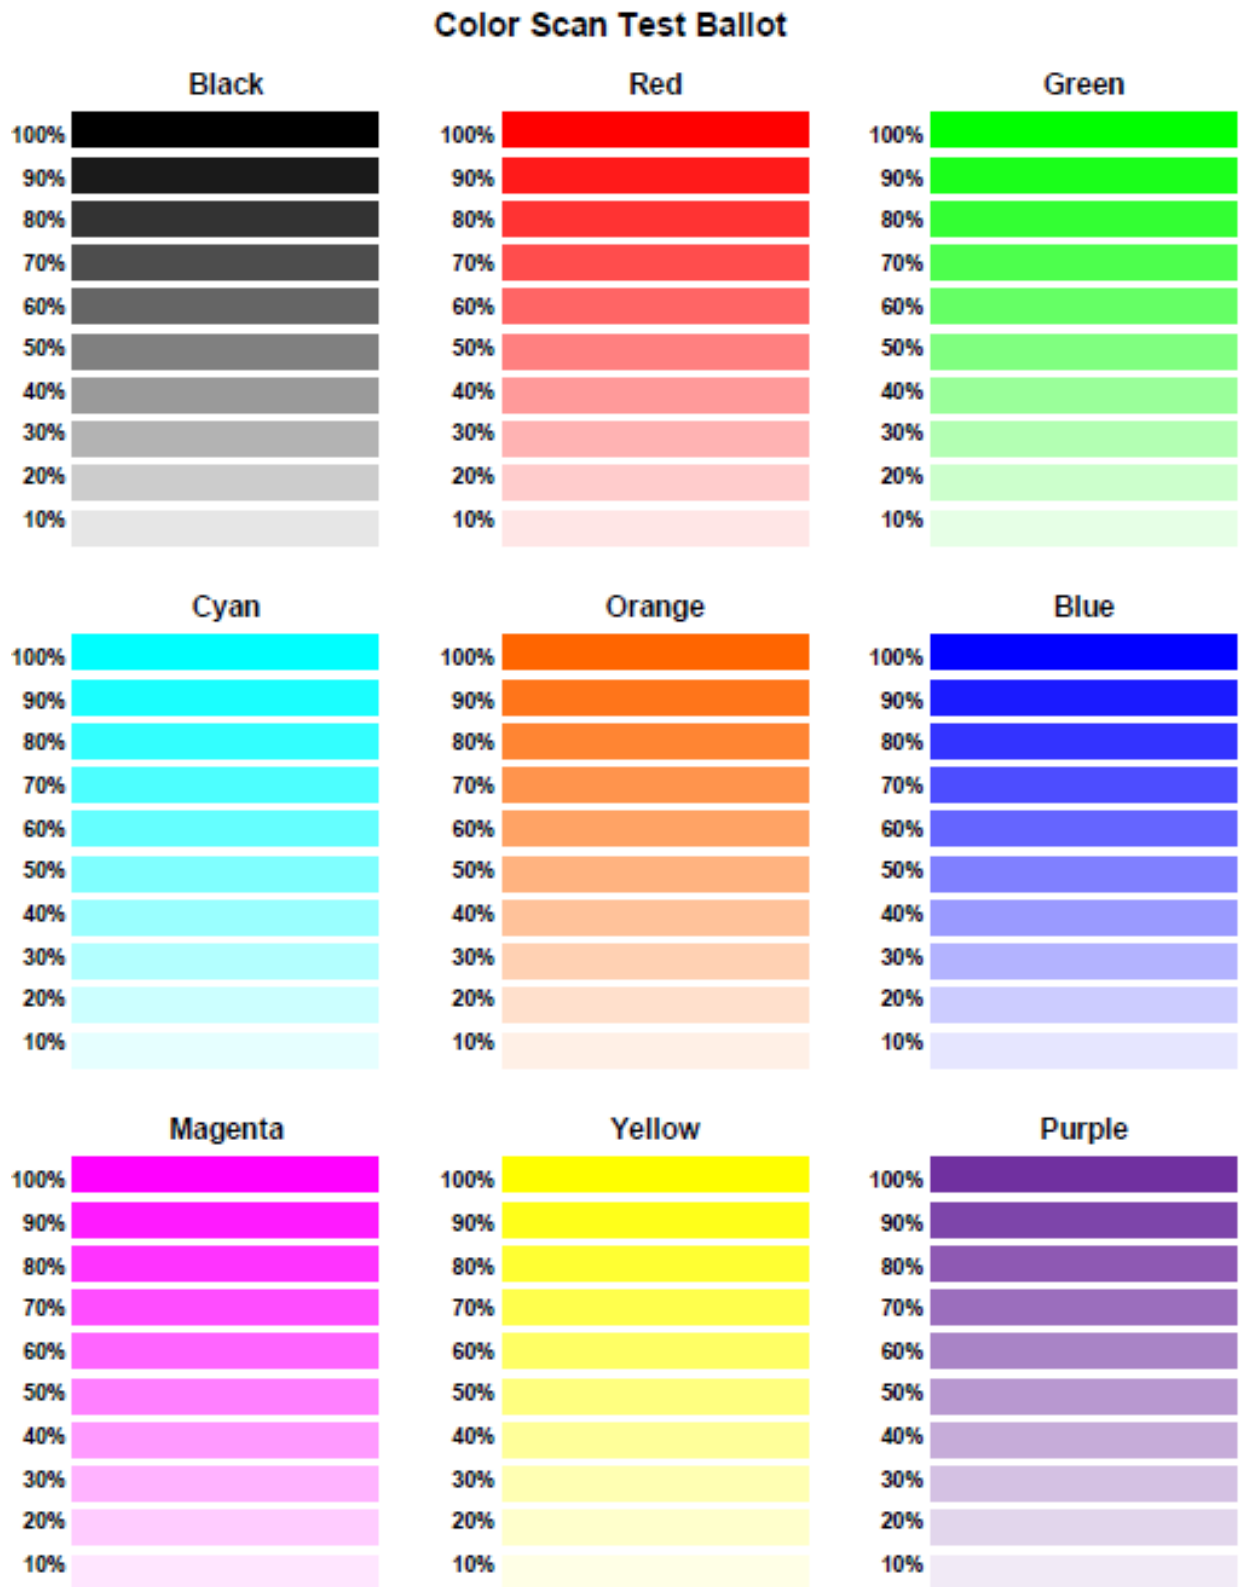 Color Scan Test Ballot
Black Red Green
100% 100% 100%
90% 90% 90%
80% 80% 80%
70% 70% 70%
60% 60% 60%
50% 50% 50%
40% 40% 40%
30% 30% 30%
20% 20% 20%
10% 10% 10%
Cyan Orange Blue
100% 100% 100%
90% 90% 90%
80% 80% 80%
70% 70% 70%
60% 60% 60%
50% 50% 50%
40% 40% 40%
30% 30% 30%
20% 20% 20%
10% 10% 10%
Magenta Yellow Purple
100% 100% 100%
90% 90% 90%
80% 80% 80%
70% 70% 70%
60% 60% 60%
50% 50% 50%
40% 40% 40%
30% 30% 30%
20% 20% 20%
10% 10% 10%